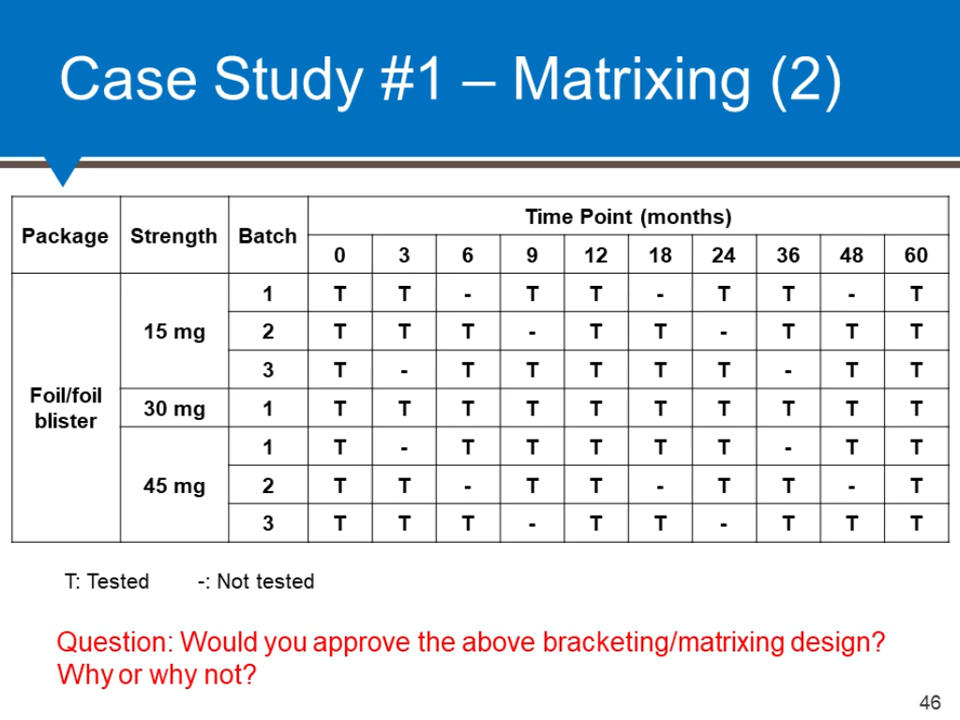 Case Study #1 – Matrixing (2)
Package Strength Batch Time Point (months)
0 3 6 9 12 18 24 36 48 60
Foil/foil blister 15 mg 1 T T - T T - T T - T
2 T T T - T T - T T T
3 T - T T T T T - T T
30 mg 1 T T T T T T T T T T
45 mg 1 T - T T T T T - T T
2 T T - T T - T T - T
3 T T T - T T - T T T
T: Tested -: Not tested
Question: Would you approve the above bracketing/matrixing design?
Why or why not?
46